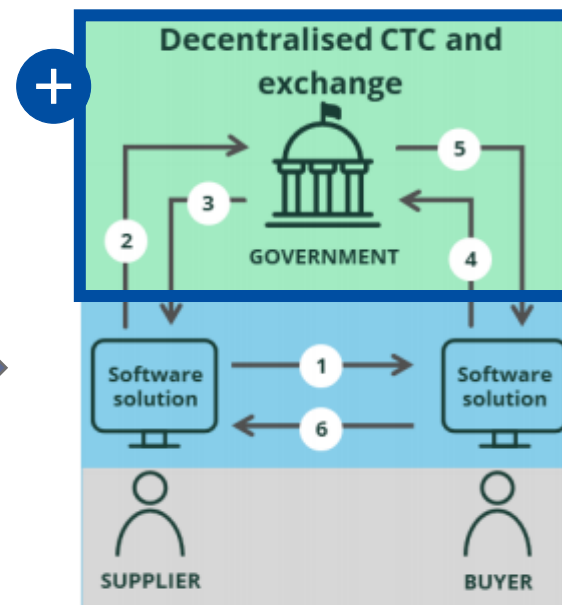 Decentralised CTC and
exchange
5
3
2
4
GOVERNMENT
1
Software
solution
Software
solution
6
SUPPLIER
BUYER